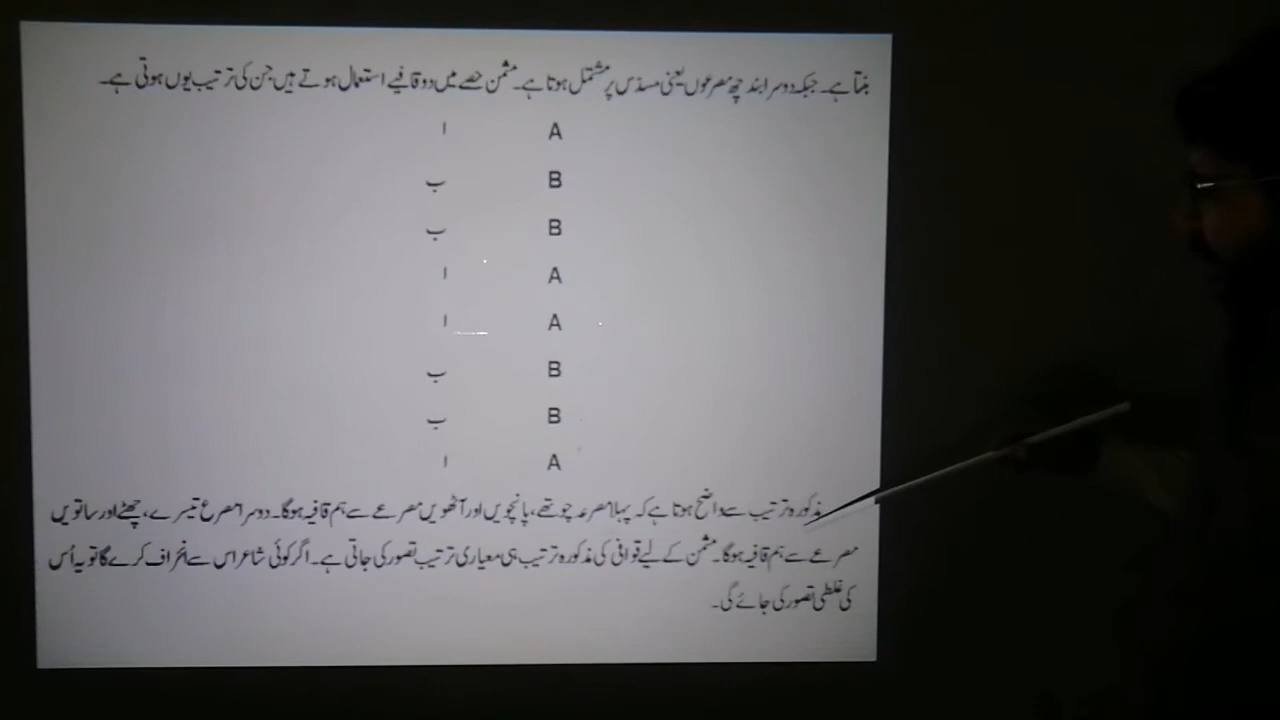 بنتا ہے۔ جبکہ دوسرا بند چھ مصرعوں یعنی مسدّس پر مشتمل ہوتا ہے۔ مثمن حصے میں دو قافیے استعمال ہوتے ہیں جن کی ترتیب یوں ہوتی ہے۔
A ا
B ب
B ب
A ا
A ا
B ب
B ب
A ا
مذکورہ ترتیب سے واضح ہوتا ہے کہ پہلا مصرعہ چوتھے، پانچویں اور آٹھویں مصرعے سے ہم قافیہ ہوگا۔ دوسرا مصرع تیسرے، چھٹے اور ساتویں
مصرعے سے ہم قافیہ ہوگا۔ مثمن کے لیے قوافی کی مذکورہ ترتیب ہی معیاری ترتیب تصور کی جاتی ہے۔ اگر کوئی شاعر اس سے انحراف کرے گا تو یہ اُس
کی غلطی تصور کی جائے گی۔